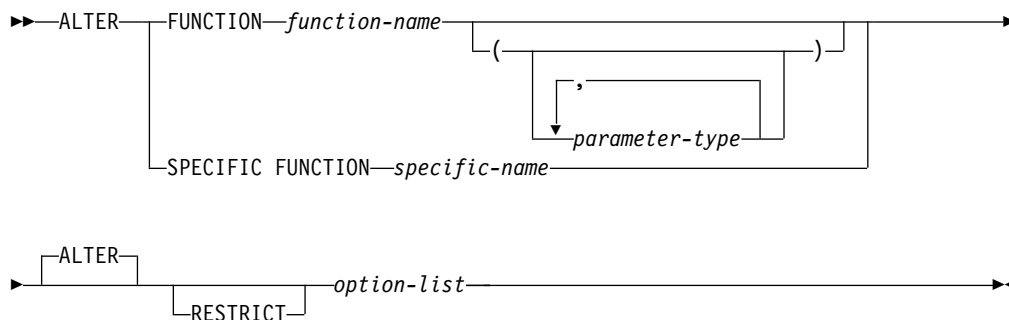 ALTER FUNCTION function-name
( )
,
parameter-type
SPECIFIC FUNCTION specific-name
ALTER
option-list
RESTRICT